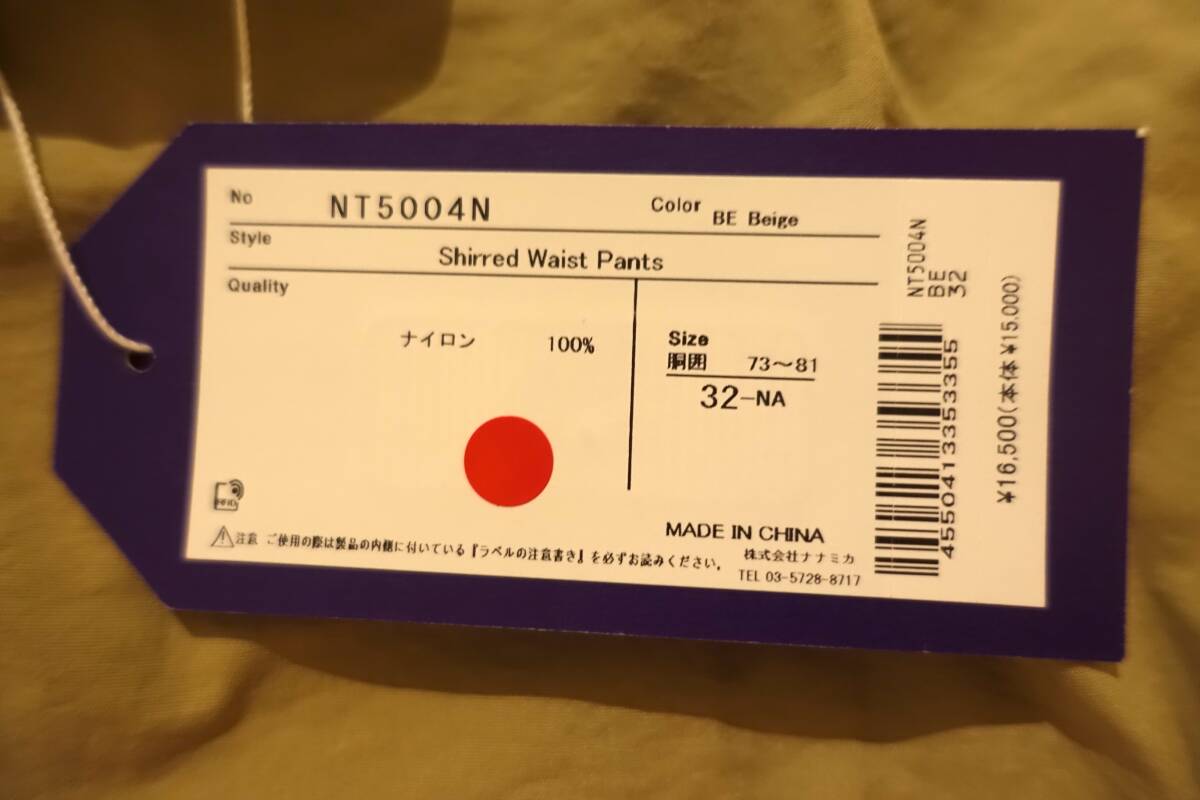 No NT5004N Color BE Beige
Style Shirred Waist Pants
Quality
ナイロン 100%
Size
胴囲 73〜81
32-NA
RFID
⚠注意 ご使用の際は製品の内側に付いている『ラベルの注意書き』を必ずお読みください。
MADE IN CHINA
株式会社ナナミカ
TEL 03-5728-8717
NT5004N
BE
32
4550413353355
¥16,500(本体¥15,000)